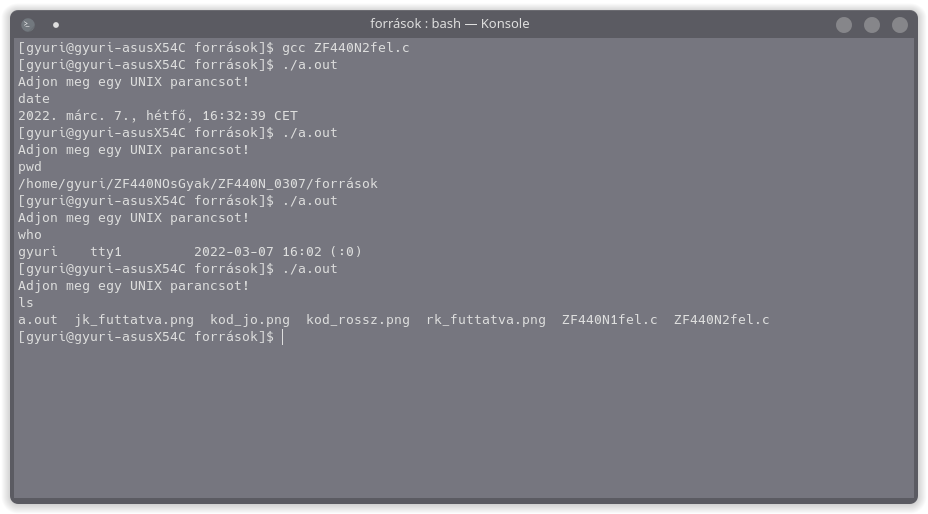 források : bash — Konsole
[gyuri@gyuri-asusX54C források]$ gcc ZF440N2fel.c
[gyuri@gyuri-asusX54C források]$ ./a.out
Adjon meg egy UNIX parancsot!
date
2022. márc. 7., hétfő, 16:32:39 CET
[gyuri@gyuri-asusX54C források]$ ./a.out
Adjon meg egy UNIX parancsot!
pwd
/home/gyuri/ZF440NOsGyak/ZF440N_0307/források
[gyuri@gyuri-asusX54C források]$ ./a.out
Adjon meg egy UNIX parancsot!
who
gyuri    tty1         2022-03-07 16:02 (:0)
[gyuri@gyuri-asusX54C források]$ ./a.out
Adjon meg egy UNIX parancsot!
ls
a.out  jk_futtatva.png  kod_jo.png  kod_rossz.png  rk_futtatva.png  ZF440N1fel.c  ZF440N2fel.c
[gyuri@gyuri-asusX54C források]$